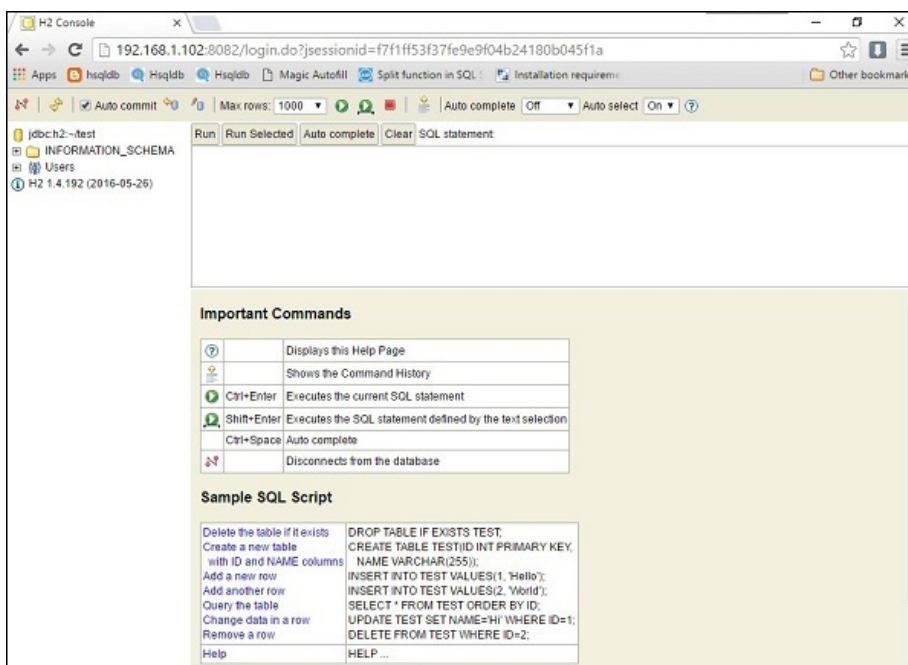 H2 Console
192.168.1.102:8082/login.do?jsessionid=f7f1ff53f37fe9e9f04b24180b045f1a
Apps hsqldb Hsqldb Hsqldb Magic Autofill Split function in SQL Installation requireme Other bookmark
Auto commit Max rows: 1000 Auto complete Off Auto select On
jdbc:h2:~/test
INFORMATION_SCHEMA
Users
H2 1.4.192 (2016-05-26)
Run Run Selected Auto complete Clear SQL statement:
Important Commands
Displays this Help Page
Shows the Command History
Ctrl+Enter Executes the current SQL statement
Shift+Enter Executes the SQL statement defined by the text selection
Ctrl+Space Auto complete
Disconnects from the database
Sample SQL Script
Delete the table if it exists DROP TABLE IF EXISTS TEST;
Create a new table CREATE TABLE TEST(ID INT PRIMARY KEY,
with ID and NAME columns NAME VARCHAR(255));
Add a new row INSERT INTO TEST VALUES(1, 'Hello');
Add another row INSERT INTO TEST VALUES(2, 'World');
Query the table SELECT * FROM TEST ORDER BY ID;
Change data in a row UPDATE TEST SET NAME='Hi' WHERE ID=1;
Remove a row DELETE FROM TEST WHERE ID=2;
Help HELP ...